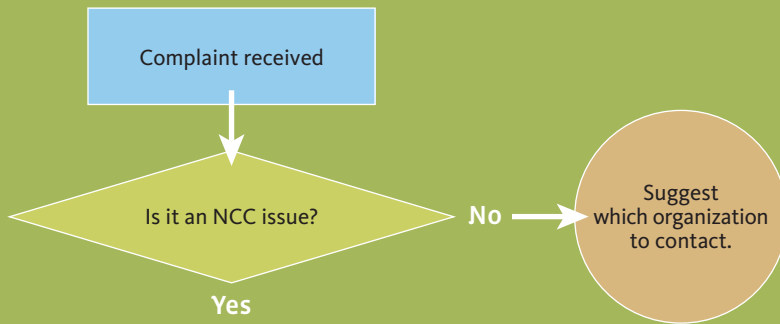 Complaint received
Is it an NCC issue?
No
Suggest
which organization
to contact.
Yes